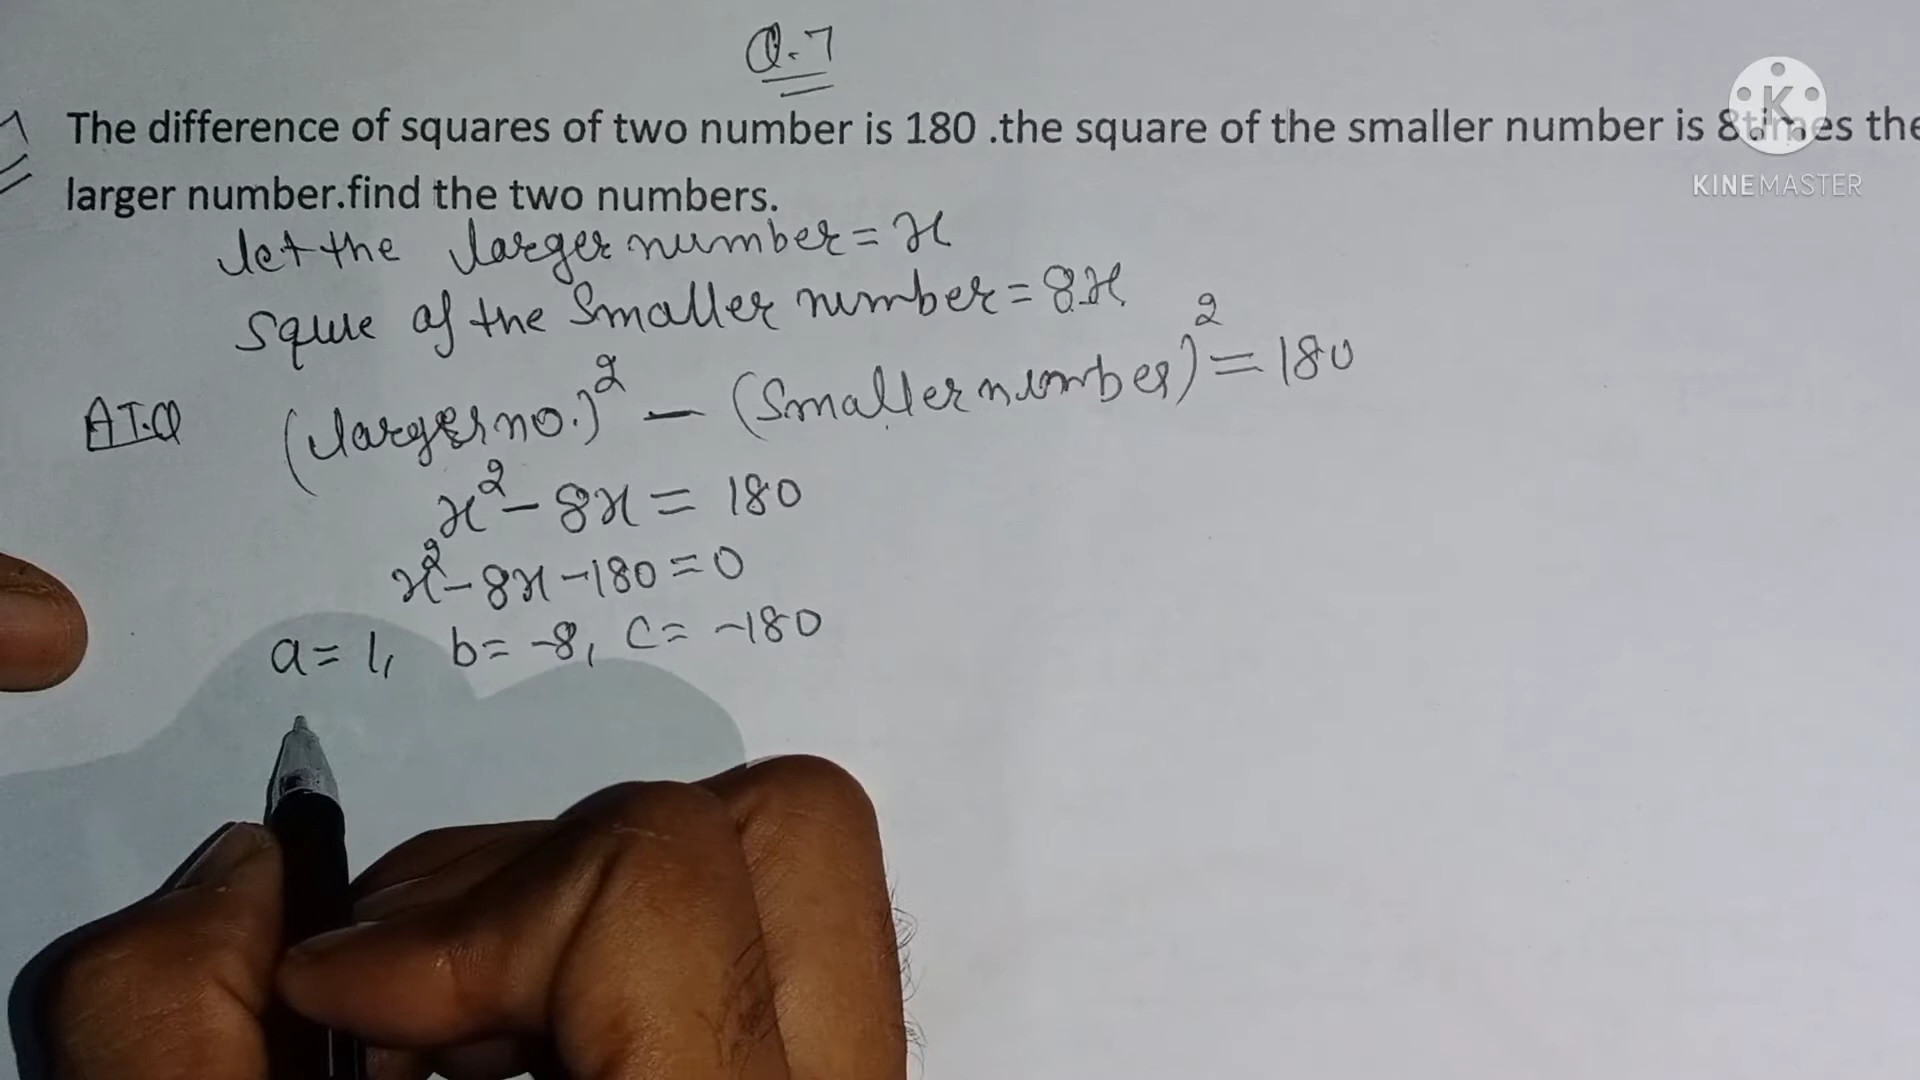 Q.7
The difference of squares of two number is 180 .the square of the smaller number is 8times the
larger number.find the two numbers.
KINEMASTER
let the larger number = x
Squre of the Smaller number = 8x
A.T.Q (larger no.)² – (Smaller number)² = 180
x² - 8x = 180
x² - 8x - 180 = 0
a = 1, b = -8, c = -180